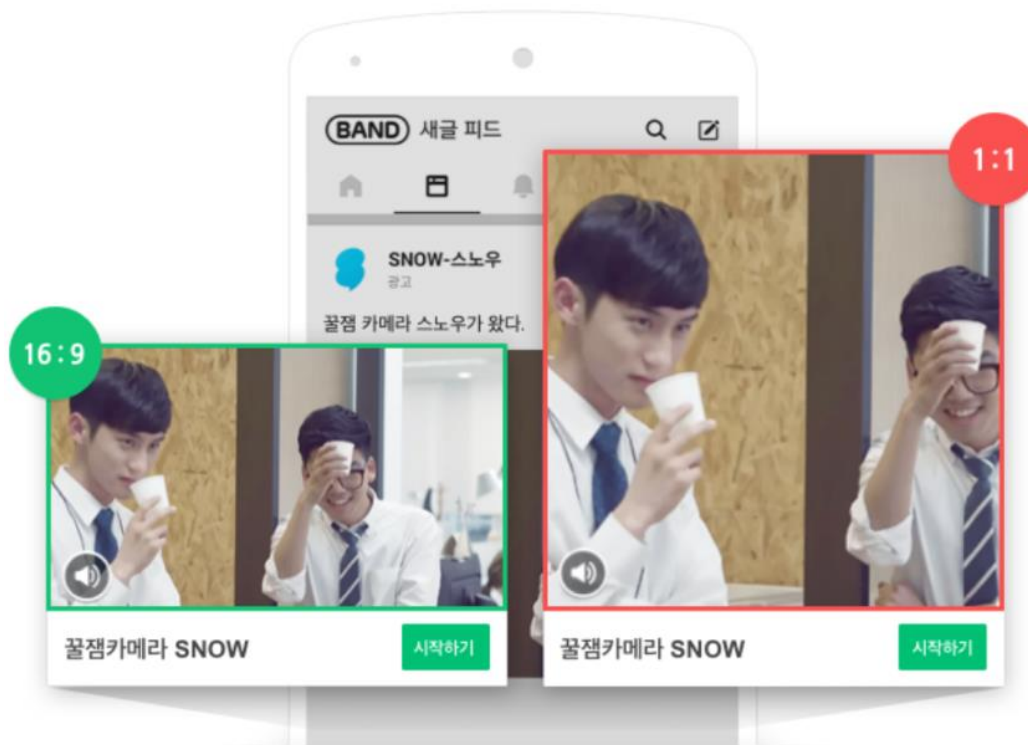 BAND 새글 피드
1:1
SNOW-스노우
광고
꿀잼 카메라 스노우가 왔다.
16:9
꿀잼카메라 SNOW
시작하기
꿀잼카메라 SNOW
시작하기